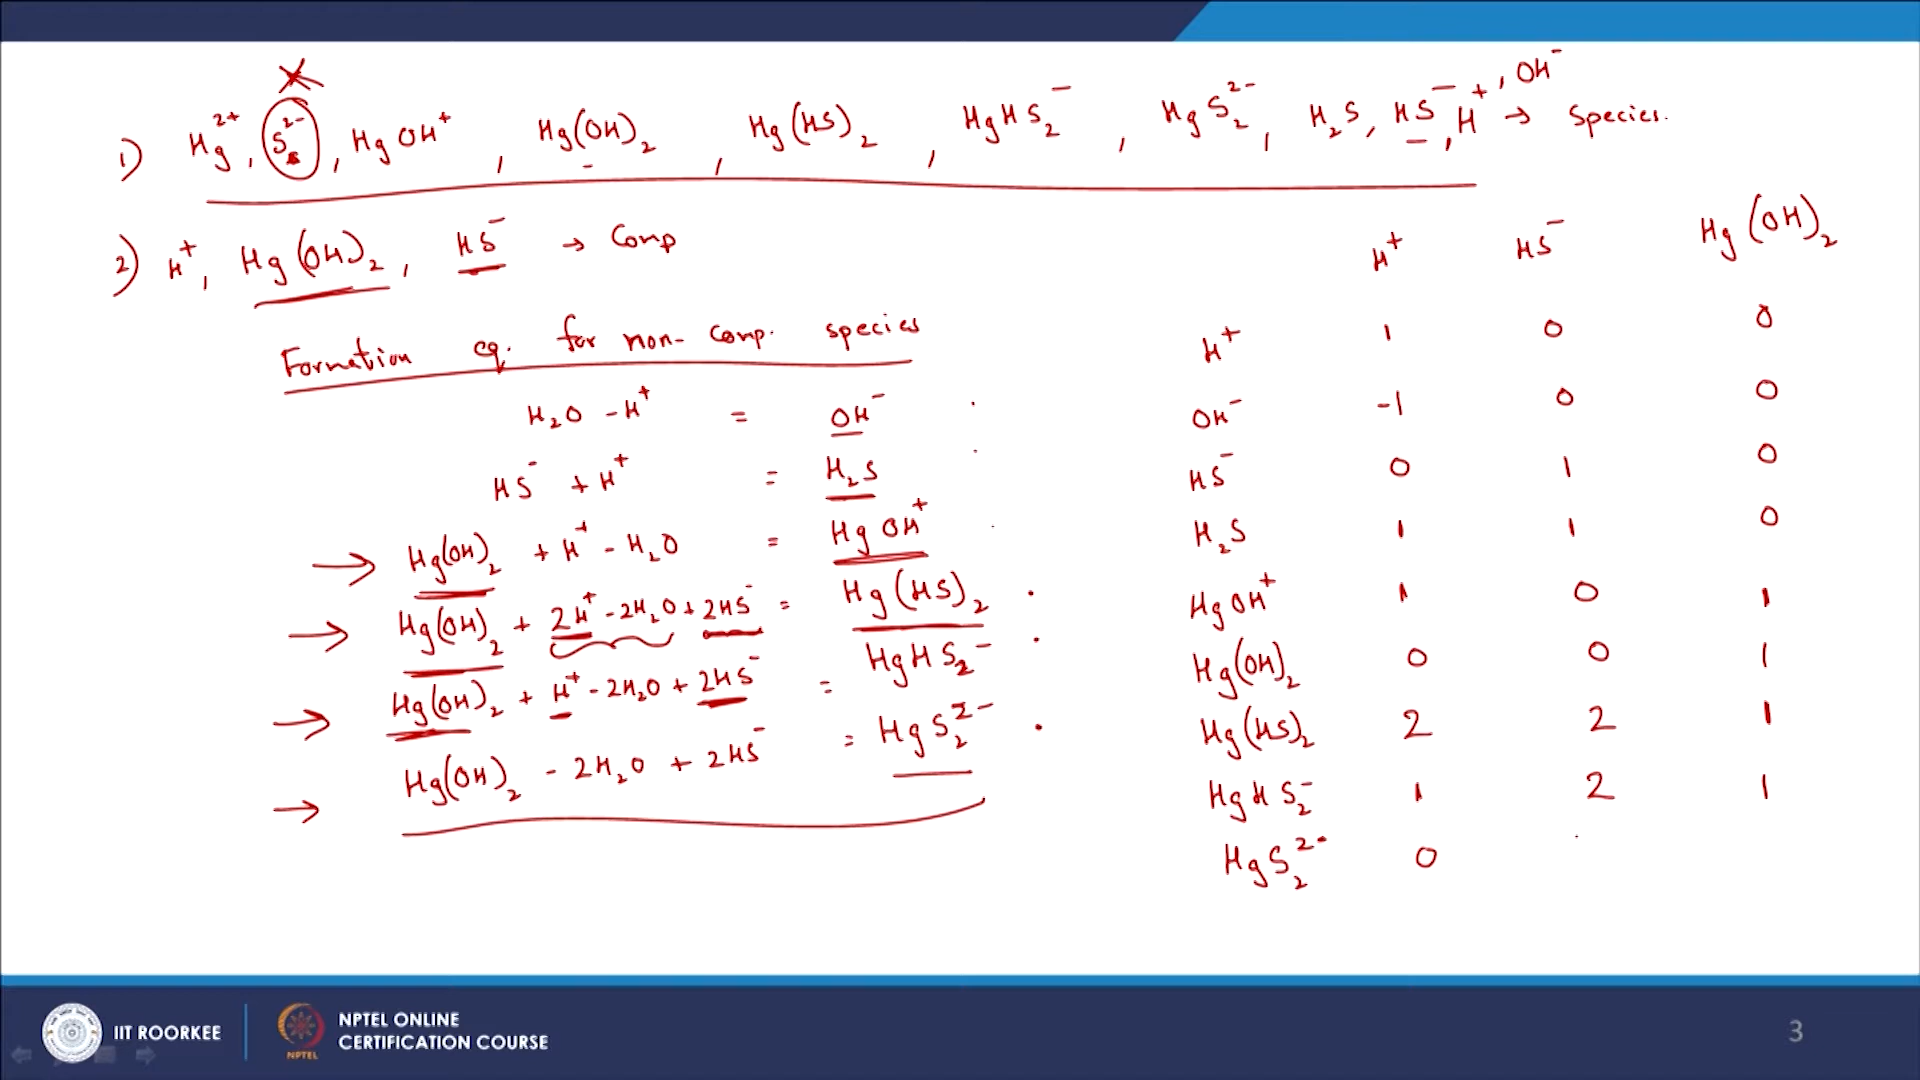 1) Hg²⁺, S²⁻, HgOH⁺, Hg(OH)₂, Hg(HS)₂, HgHS₂⁻, HgS₂²⁻, H₂S, HS⁻, H⁺, OH⁻ → Species.
2) H⁺, Hg(OH)₂, HS⁻ → Comp
Formation eq. for non-comp. species
H₂O - H⁺ = OH⁻
HS⁻ + H⁺ = H₂S
→ Hg(OH)₂ + H⁺ - H₂O = HgOH⁺
→ Hg(OH)₂ + 2H⁺ - 2H₂O + 2HS⁻ = Hg(HS)₂
→ Hg(OH)₂ + H⁺ - 2H₂O + 2HS⁻ = HgHS₂⁻
→ Hg(OH)₂ - 2H₂O + 2HS⁻ = HgS₂²⁻
H⁺ HS⁻ Hg(OH)₂
H⁺ 1 0 0
OH⁻ -1 0 0
HS⁻ 0 1 0
H₂S 1 1 0
HgOH⁺ 1 0 1
Hg(OH)₂ 0 0 1
Hg(HS)₂ 2 2 1
HgHS₂⁻ 1 2 1
HgS₂²⁻ 0
IIT ROORKEE
NPTEL
NPTEL ONLINE
CERTIFICATION COURSE
3